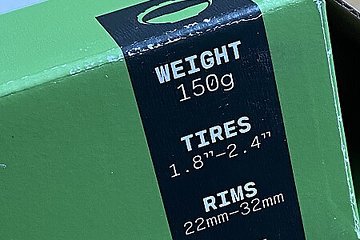 WEIGHT
150g
TIRES
1.8"-2.4"
RIMS
22mm-32mm